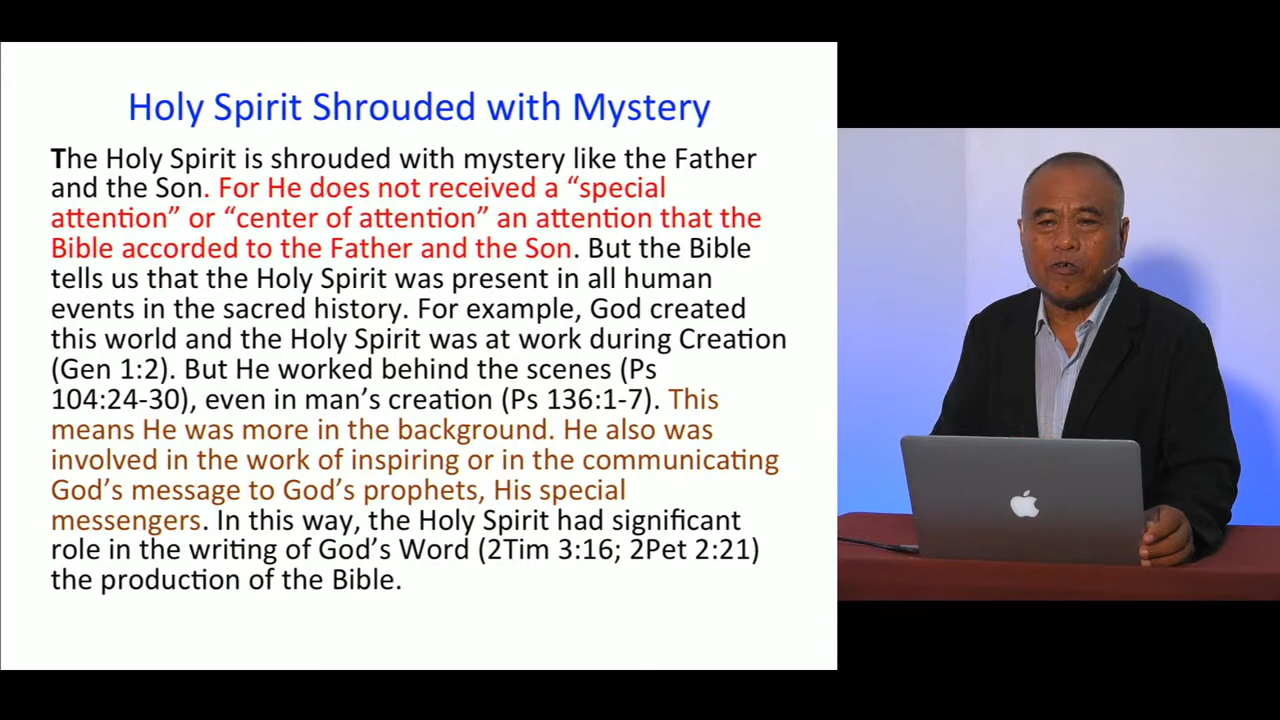 Holy Spirit Shrouded with Mystery
The Holy Spirit is shrouded with mystery like the Father
and the Son. For He does not received a “special
attention” or “center of attention” an attention that the
Bible accorded to the Father and the Son. But the Bible
tells us that the Holy Spirit was present in all human
events in the sacred history. For example, God created
this world and the Holy Spirit was at work during Creation
(Gen 1:2). But He worked behind the scenes (Ps
104:24-30), even in man’s creation (Ps 136:1-7). This
means He was more in the background. He also was
involved in the work of inspiring or in the communicating
God’s message to God’s prophets, His special
messengers. In this way, the Holy Spirit had significant
role in the writing of God’s Word (2Tim 3:16; 2Pet 2:21)
the production of the Bible.